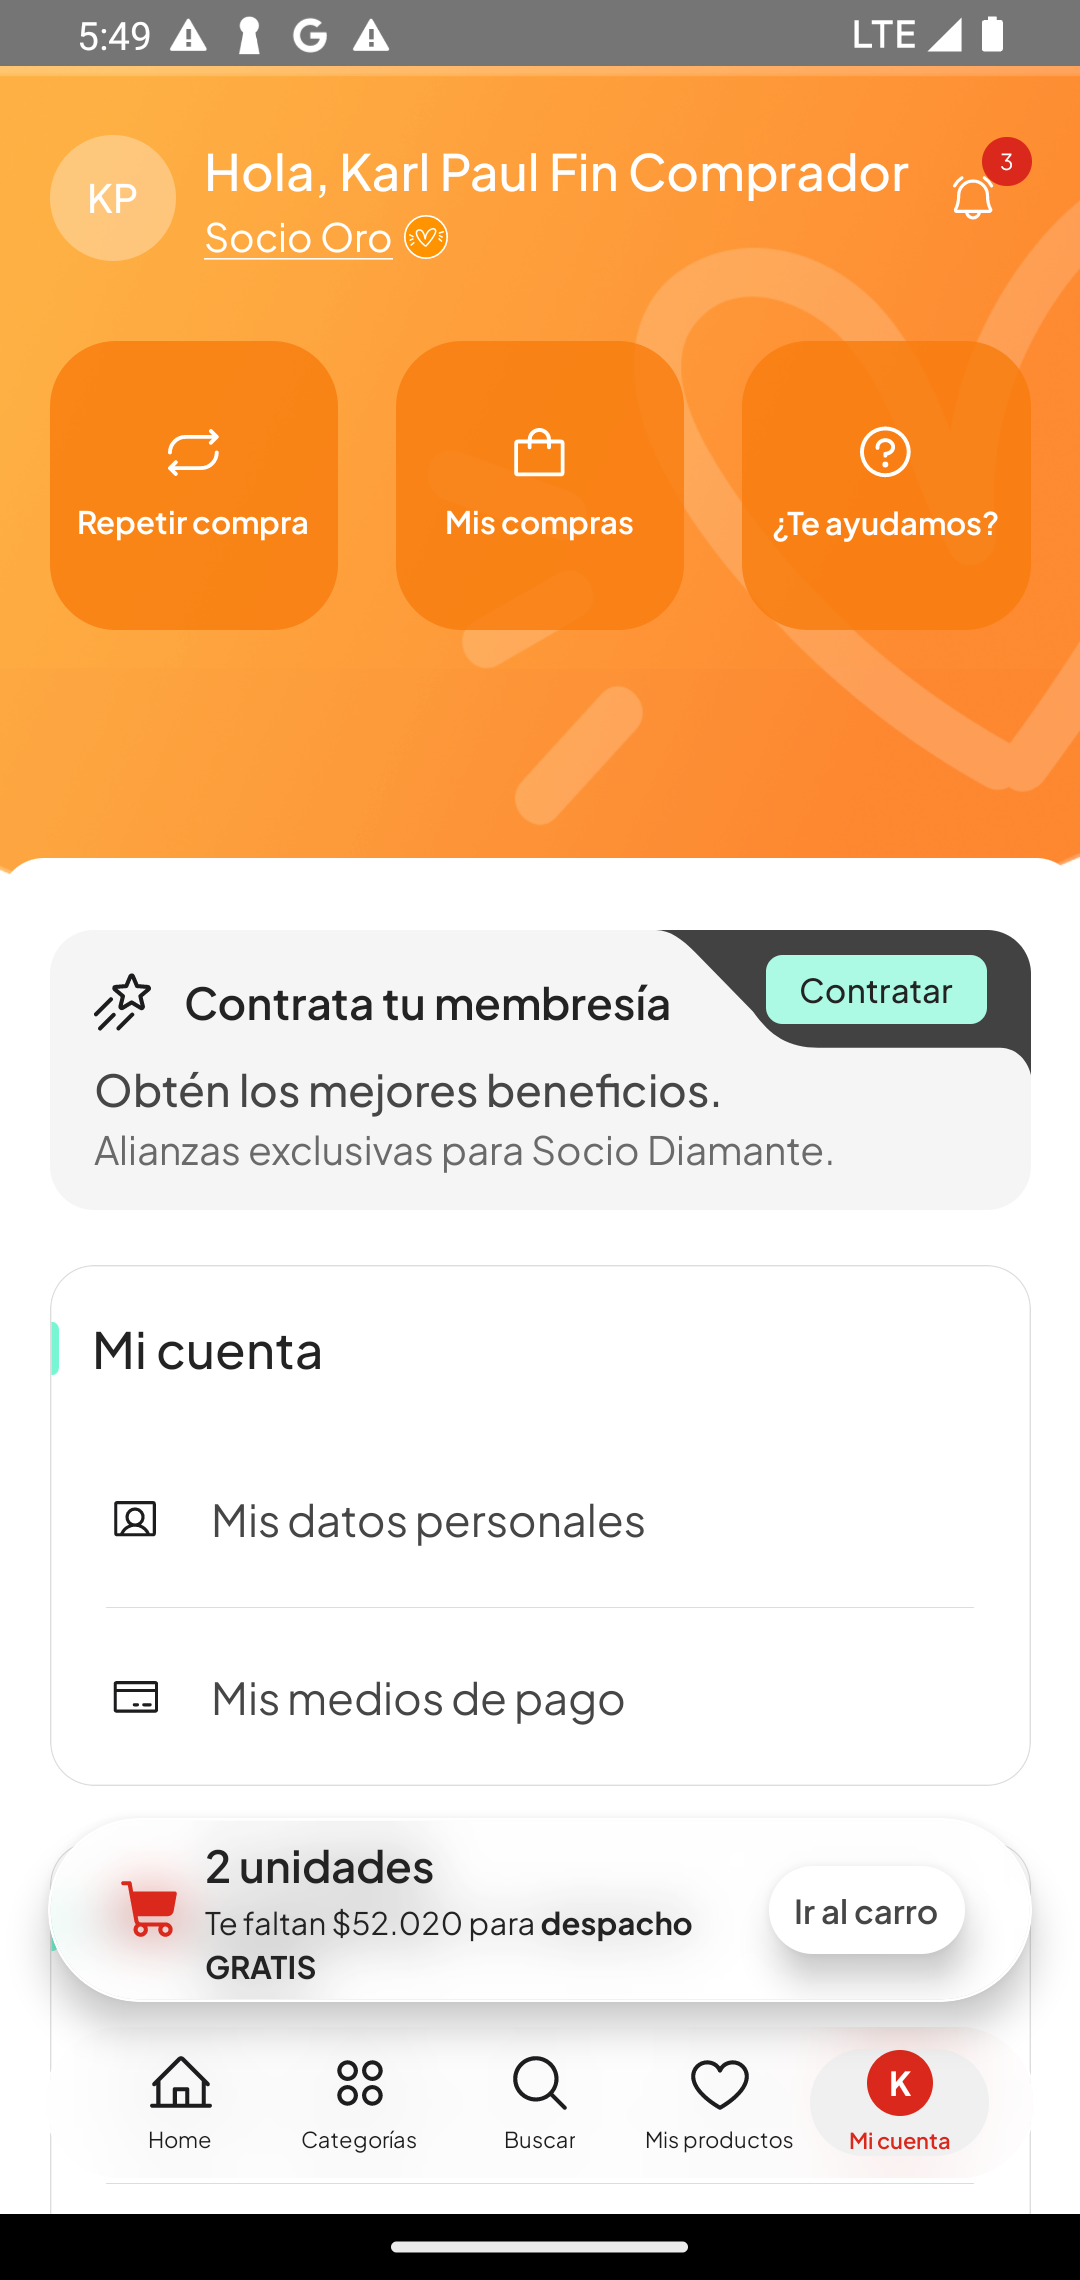 5:49
LTE
KP
Hola, Karl Paul Fin Comprador
3
Socio Oro
Repetir compra
Mis compras
¿Te ayudamos?
Contrata tu membresía
Contratar
Obtén los mejores beneficios.
Alianzas exclusivas para Socio Diamante.
Mi cuenta
Mis datos personales
Mis medios de pago
2 unidades
Te faltan $52.020 para despacho
GRATIS
Ir al carro
K
Home
Categorías
Buscar
Mis productos
Mi cuenta